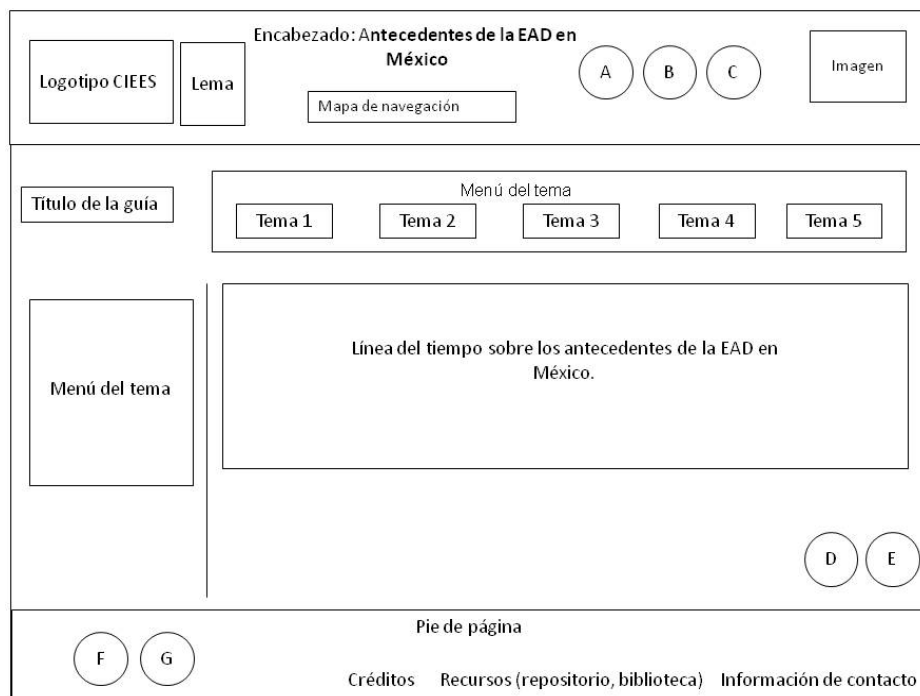 Encabezado: Antecedentes de la EAD en
México
Logotipo CIEES
Lema
Mapa de navegación
A
B
C
Imagen
Título de la guía
Menú del tema
Tema 1
Tema 2
Tema 3
Tema 4
Tema 5
Menú del tema
Línea del tiempo sobre los antecedentes de la EAD en
México.
D
E
Pie de página
F
G
Créditos
Recursos (repositorio, biblioteca)
Información de contacto